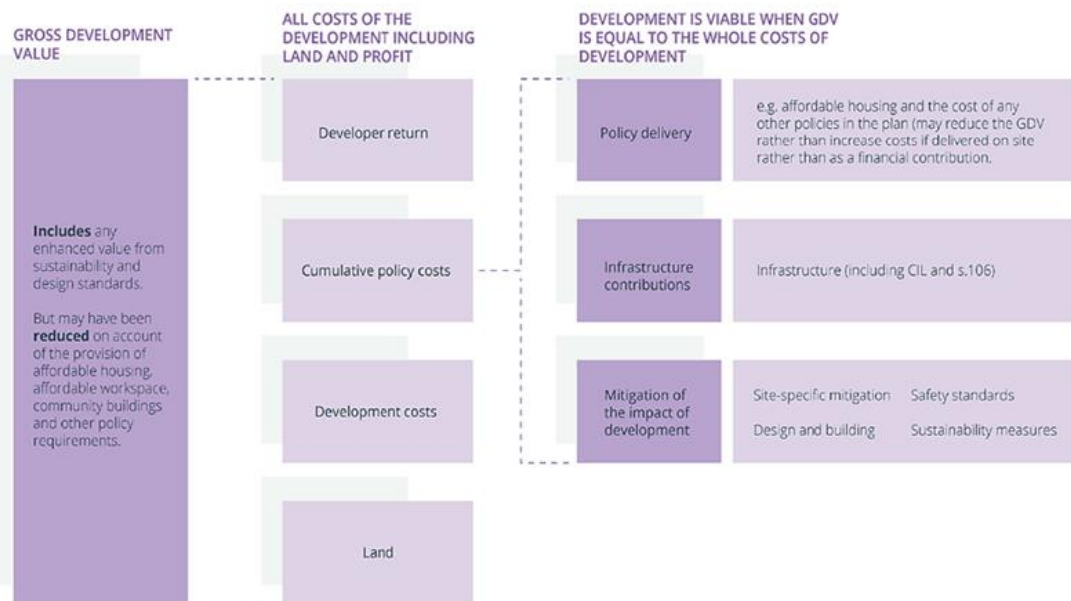 GROSS DEVELOPMENT
VALUE
Includes any
enhanced value from
sustainability and
design standards.
But may have been
reduced on account
of the provision of
affordable housing,
affordable workspace,
community buildings
and other policy
requirements.
ALL COSTS OF THE
DEVELOPMENT INCLUDING
LAND AND PROFIT
Developer return
Cumulative policy costs
Development costs
Land
DEVELOPMENT IS VIABLE WHEN GDV
IS EQUAL TO THE WHOLE COSTS OF
DEVELOPMENT
Policy delivery
e.g. affordable housing and the cost of any
other policies in the plan (may reduce the GDV
rather than increase costs if delivered on site
rather than as a financial contribution.
Infrastructure
contributions
Infrastructure (including CIL and s.106)
Mitigation of
the impact of
development
Site-specific mitigation
Safety standards
Design and building
Sustainability measures